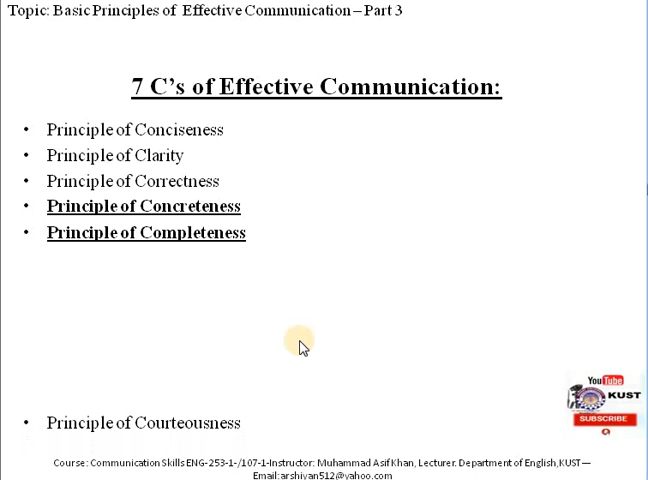 Topic: Basic Principles of Effective Communication – Part 3
7 C’s of Effective Communication:
• Principle of Conciseness
• Principle of Clarity
• Principle of Correctness
• Principle of Concreteness
• Principle of Completeness
• Principle of Courteousness
YouTube
KUST
SUBSCRIBE
Course: Communication Skills ENG-253-1-/107-1-Instructor: Muhammad Asif Khan, Lecturer. Department of English,KUST—
Email:arshiyan512@yahoo.com